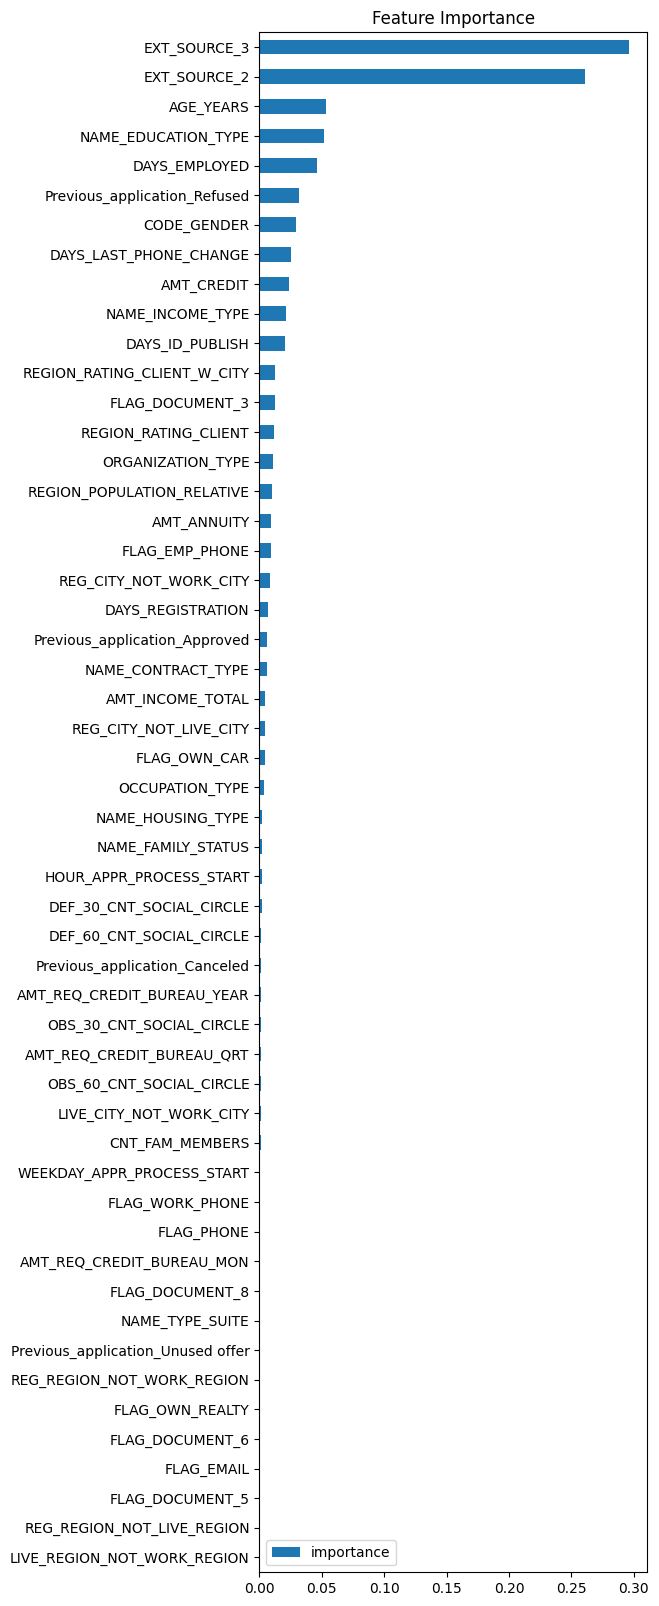 Feature Importance
EXT_SOURCE_3
EXT_SOURCE_2
AGE_YEARS
NAME_EDUCATION_TYPE
DAYS_EMPLOYED
Previous_application_Refused
CODE_GENDER
DAYS_LAST_PHONE_CHANGE
AMT_CREDIT
NAME_INCOME_TYPE
DAYS_ID_PUBLISH
REGION_RATING_CLIENT_W_CITY
FLAG_DOCUMENT_3
REGION_RATING_CLIENT
ORGANIZATION_TYPE
REGION_POPULATION_RELATIVE
AMT_ANNUITY
FLAG_EMP_PHONE
REG_CITY_NOT_WORK_CITY
DAYS_REGISTRATION
Previous_application_Approved
NAME_CONTRACT_TYPE
AMT_INCOME_TOTAL
REG_CITY_NOT_LIVE_CITY
FLAG_OWN_CAR
OCCUPATION_TYPE
NAME_HOUSING_TYPE
NAME_FAMILY_STATUS
HOUR_APPR_PROCESS_START
DEF_30_CNT_SOCIAL_CIRCLE
DEF_60_CNT_SOCIAL_CIRCLE
Previous_application_Canceled
AMT_REQ_CREDIT_BUREAU_YEAR
OBS_30_CNT_SOCIAL_CIRCLE
AMT_REQ_CREDIT_BUREAU_QRT
OBS_60_CNT_SOCIAL_CIRCLE
LIVE_CITY_NOT_WORK_CITY
CNT_FAM_MEMBERS
WEEKDAY_APPR_PROCESS_START
FLAG_WORK_PHONE
FLAG_PHONE
AMT_REQ_CREDIT_BUREAU_MON
FLAG_DOCUMENT_8
NAME_TYPE_SUITE
Previous_application_Unused offer
REG_REGION_NOT_WORK_REGION
FLAG_OWN_REALTY
FLAG_DOCUMENT_6
FLAG_EMAIL
FLAG_DOCUMENT_5
REG_REGION_NOT_LIVE_REGION
LIVE_REGION_NOT_WORK_REGION
importance
0.00 0.05 0.10 0.15 0.20 0.25 0.30